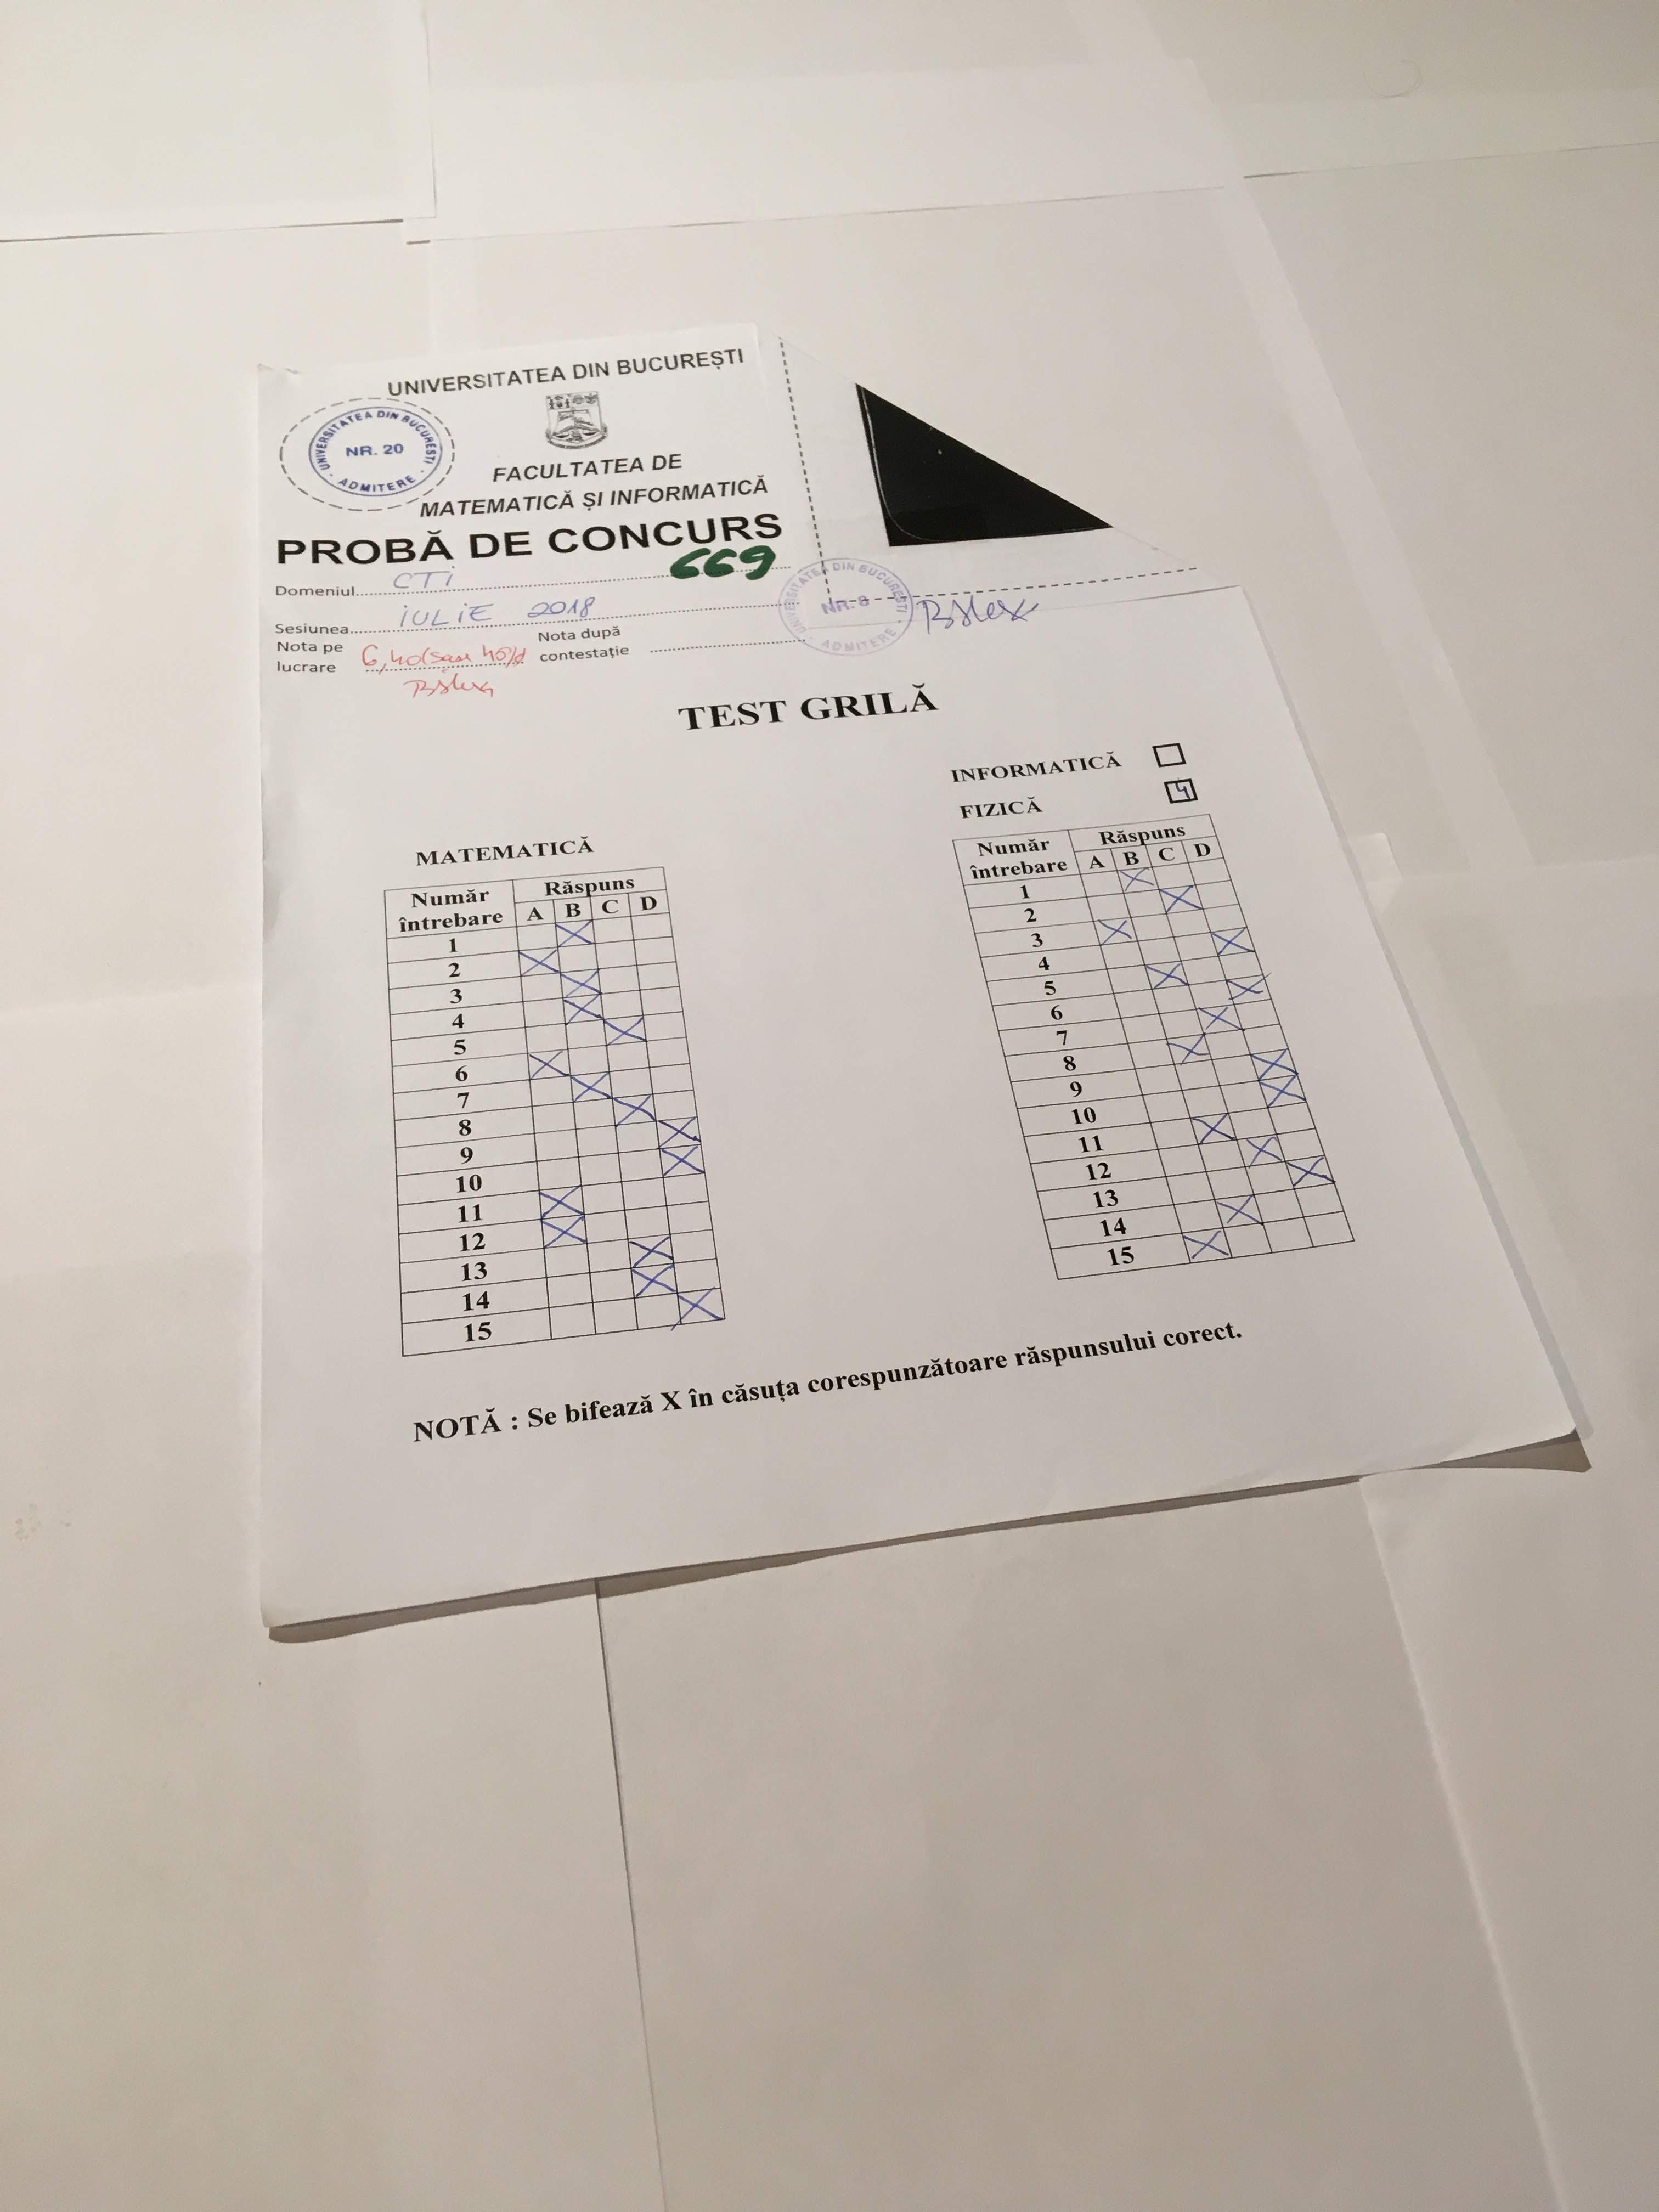 UNIVERSITATEA DIN BUCUREȘTI
UNIVERSITATEA DIN BUCUREȘTI
NR. 20
ADMITERE
FACULTATEA DE
MATEMATICĂ ȘI INFORMATICĂ
PROBĂ DE CONCURS
669
Domeniul CTi
Sesiunea iULiE 2018
Nota pe lucrare 6,40
Nota după contestație
UNIVERSITATEA DIN BUCUREȘTI
NR. 8
ADMITERE
TEST GRILĂ
INFORMATICĂ
FIZICĂ 4
MATEMATICĂ
Număr întrebare Răspuns
A B C D
1 X
2 X
3 X
4 X
5 X
6 X
7 X
8 X
9 X
10 X
11 X
12 X
13 X
14 X
15 X
Număr întrebare Răspuns
A B C D
1 X
2 X
3 X
4 X
5 X
6 X
7 X
8 X
9 X
10 X
11 X
12 X
13 X
14 X
15 X
NOTĂ : Se bifează X în căsuța corespunzătoare răspunsului corect.